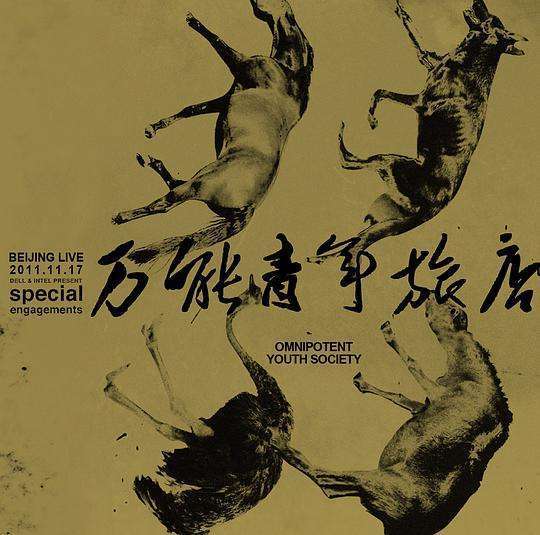 BEIJING LIVE
2011.11.17
DELL & INTEL PRESENT
special
engagements
万能青年旅店
OMNIPOTENT
YOUTH SOCIETY